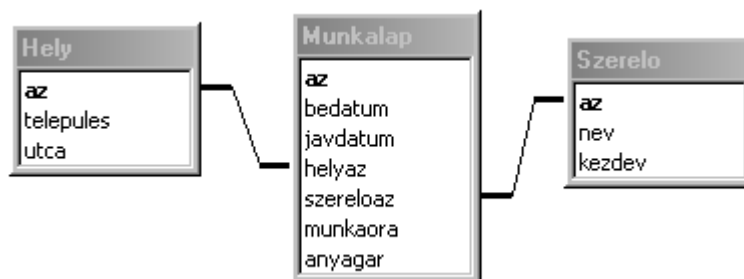 Hely
az
telepules
utca
Munkalap
az
bedatum
javdatum
helyaz
szereloaz
munkaora
anyagar
Szerelo
az
nev
kezdev